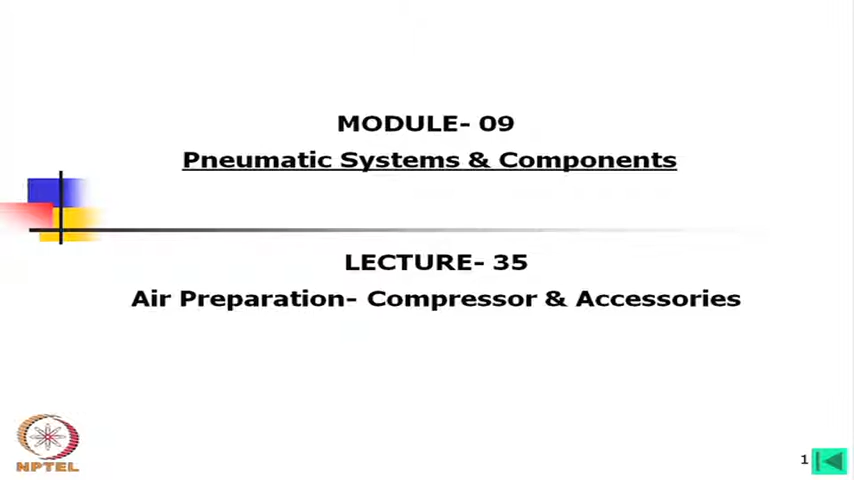 MODULE- 09
Pneumatic Systems & Components
LECTURE- 35
Air Preparation- Compressor & Accessories
NPTEL
1